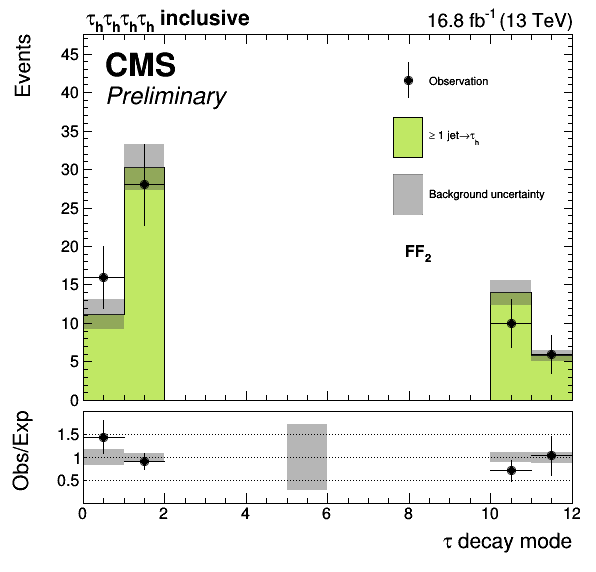 τhτhτhτh inclusive 16.8 fb⁻¹ (13 TeV)
Events
CMS
Preliminary
Observation
≥ 1 jet→τh
Background uncertainty
FF₂
45
40
35
30
25
20
15
10
5
0
Obs/Exp
1.5
1
0.5
0 2 4 6 8 10 12
τ decay mode